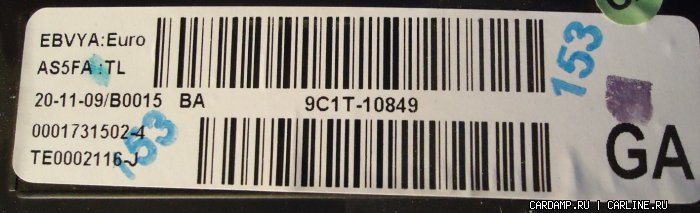 EBVYA:Euro
AS5FA :TL
20-11-09/B0015 BA 9C1T-10849
0001731502-4
TE0002116-J
153
153
GA
CARDAMP.RU | CARLINE.RU